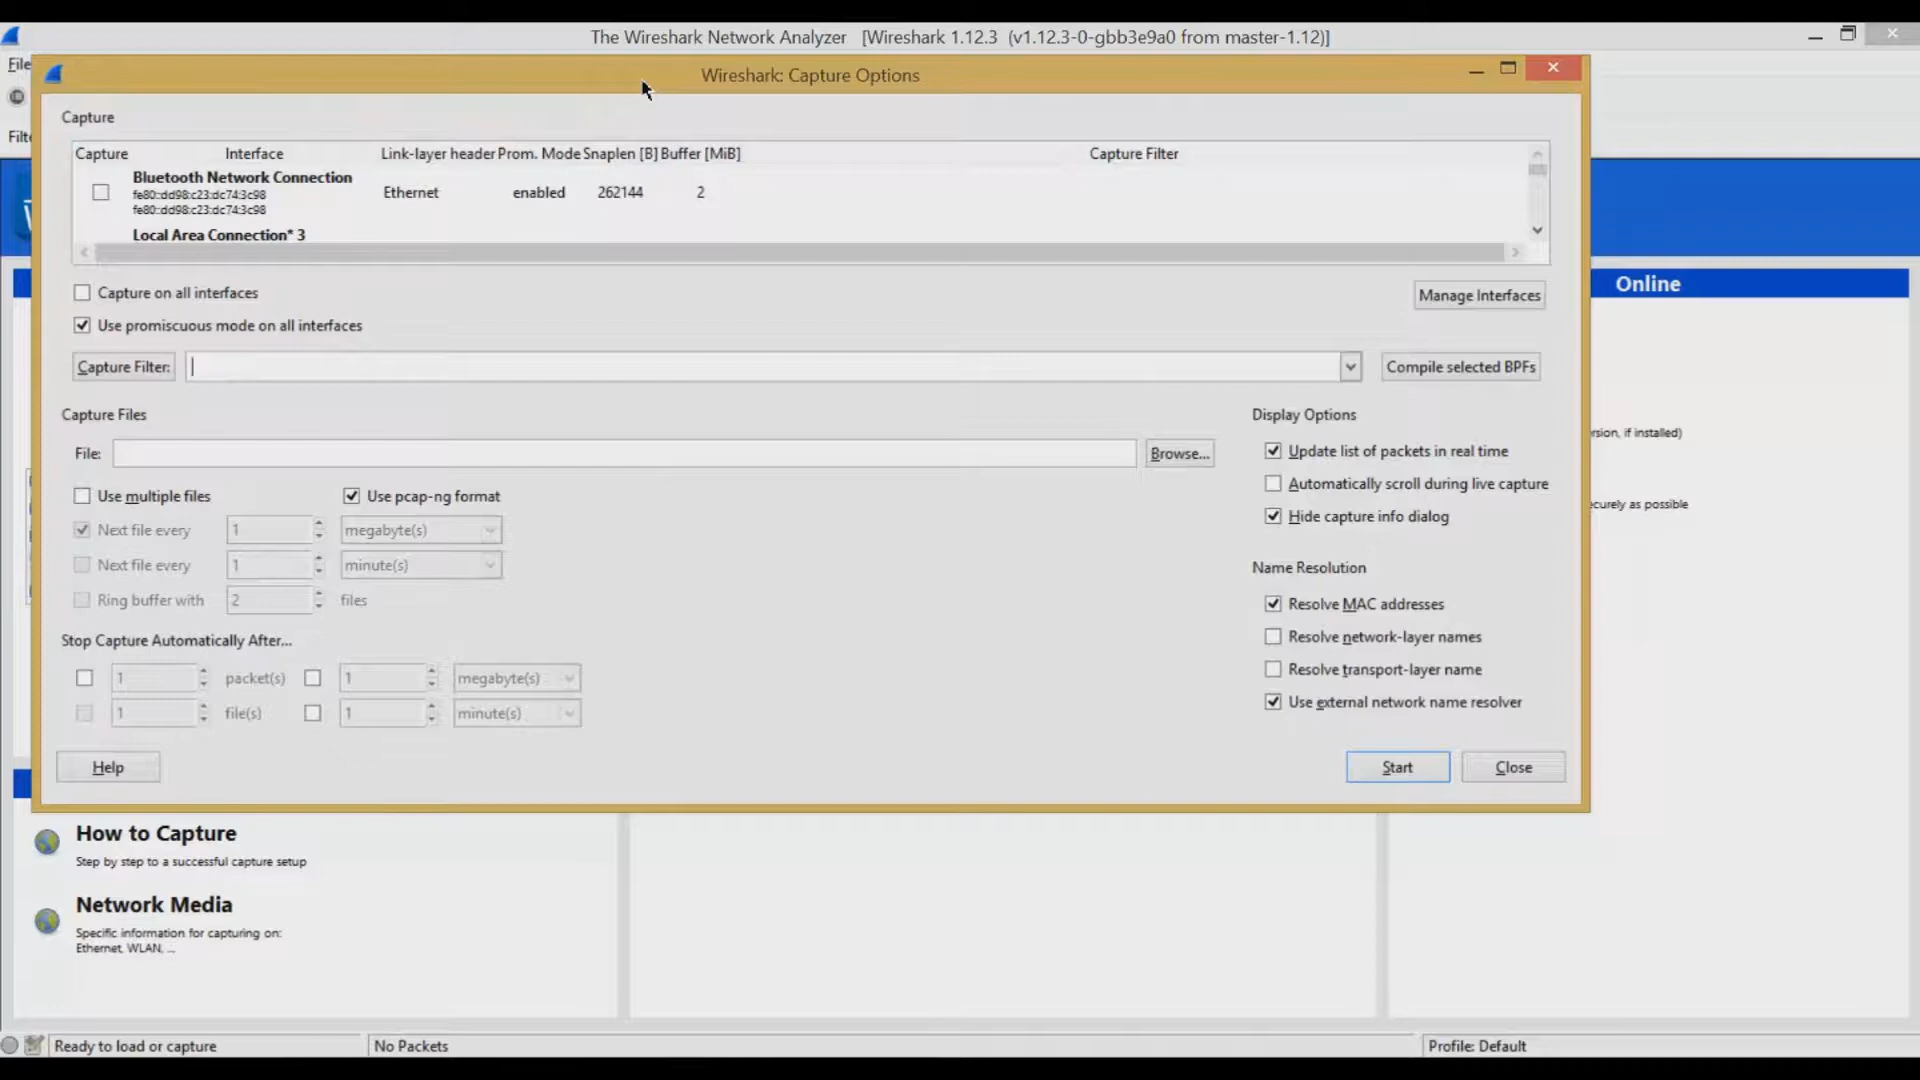 The Wireshark Network Analyzer [Wireshark 1.12.3 (v1.12.3-0-gbb3e9a0 from master-1.12)]
File
Wireshark: Capture Options
Capture
Filte
Capture Interface Link-layer header Prom. Mode Snaplen [B] Buffer [MiB] Capture Filter
Bluetooth Network Connection
fe80::dd98:c23:dc74:3c98
fe80::dd98:c23:dc74:3c98
Ethernet enabled 262144 2
Local Area Connection* 3
Capture on all interfaces
Manage Interfaces
Online
Use promiscuous mode on all interfaces
Capture Filter:
Compile selected BPFs
Capture Files
Display Options
File:
Browse...
Update list of packets in real time
rsion, if installed)
Use multiple files
Use pcap-ng format
Automatically scroll during live capture
curely as possible
Next file every 1 megabyte(s)
Hide capture info dialog
Next file every 1 minute(s)
Name Resolution
Ring buffer with 2 files
Resolve MAC addresses
Stop Capture Automatically After...
Resolve network-layer names
1 packet(s) 1 megabyte(s)
Resolve transport-layer name
1 file(s) 1 minute(s)
Use external network name resolver
Help
Start
Close
How to Capture
Step by step to a successful capture setup
Network Media
Specific information for capturing on:
Ethernet, WLAN, ...
Ready to load or capture
No Packets
Profile: Default